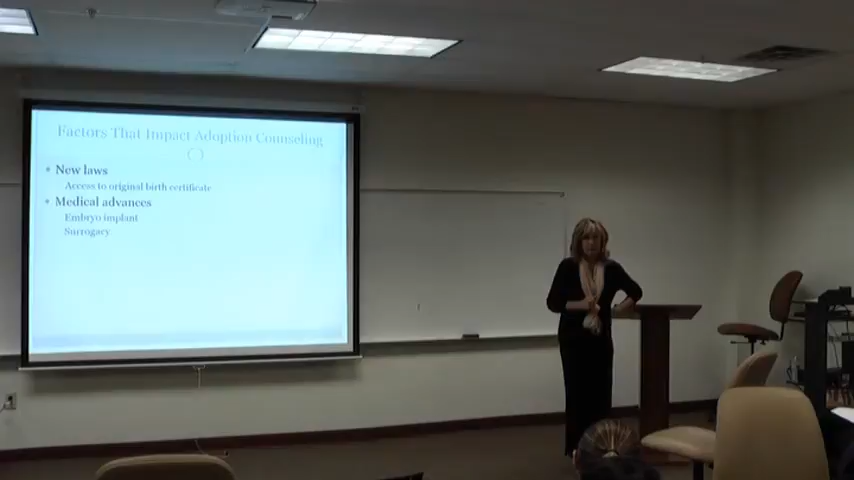 Factors That Impact Adoption Counseling
• New laws
Access to original birth certificate
• Medical advances
Embryo implant
Surrogacy